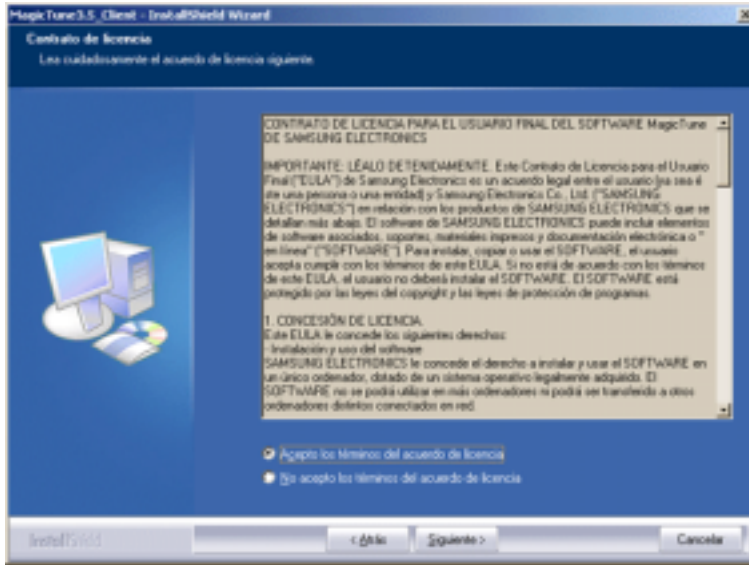 MagicTune3.5_Client - InstallShield Wizard
Contrato de licencia
Lea cuidadosamente el acuerdo de licencia siguiente.
CONTRATO DE LICENCIA PARA EL USUARIO FINAL DEL SOFTWARE MagicTune
DE SAMSUNG ELECTRONICS
IMPORTANTE: LÉALO DETENIDAMENTE. Este Contrato de Licencia para el Usuario
Final ("EULA") de Samsung Electronics es un acuerdo legal entre el usuario (ya sea é
ste una persona o una entidad) y Samsung Electronics Co., Ltd. ("SAMSUNG
ELECTRONICS") en relación con los productos de SAMSUNG ELECTRONICS que se
detallan más abajo. El software de SAMSUNG ELECTRONICS puede incluir elementos
de software asociados, soportes, materiales impresos y documentación electrónica o "
en línea" ("SOFTWARE"). Para instalar, copiar o usar el SOFTWARE, el usuario
acepta cumplir con los términos de este EULA. Si no está de acuerdo con los términos
de este EULA, el usuario no deberá instalar el SOFTWARE. El SOFTWARE está
protegido por las leyes del copyright y las leyes de protección de programas.
1. CONCESIÓN DE LICENCIA.
Este EULA le concede los siguientes derechos:
- Instalación y uso del software
SAMSUNG ELECTRONICS le concede el derecho a instalar y usar el SOFTWARE en
un único ordenador, dotado de un sistema operativo legalmente adquirido. El
SOFTWARE no se podrá utilizar en más ordenadores ni podrá ser transferido a otros
ordenadores distintos conectados en red.
Acepto los términos del acuerdo de licencia
No acepto los términos del acuerdo de licencia
InstallShield
< Atrás
Siguiente >
Cancelar